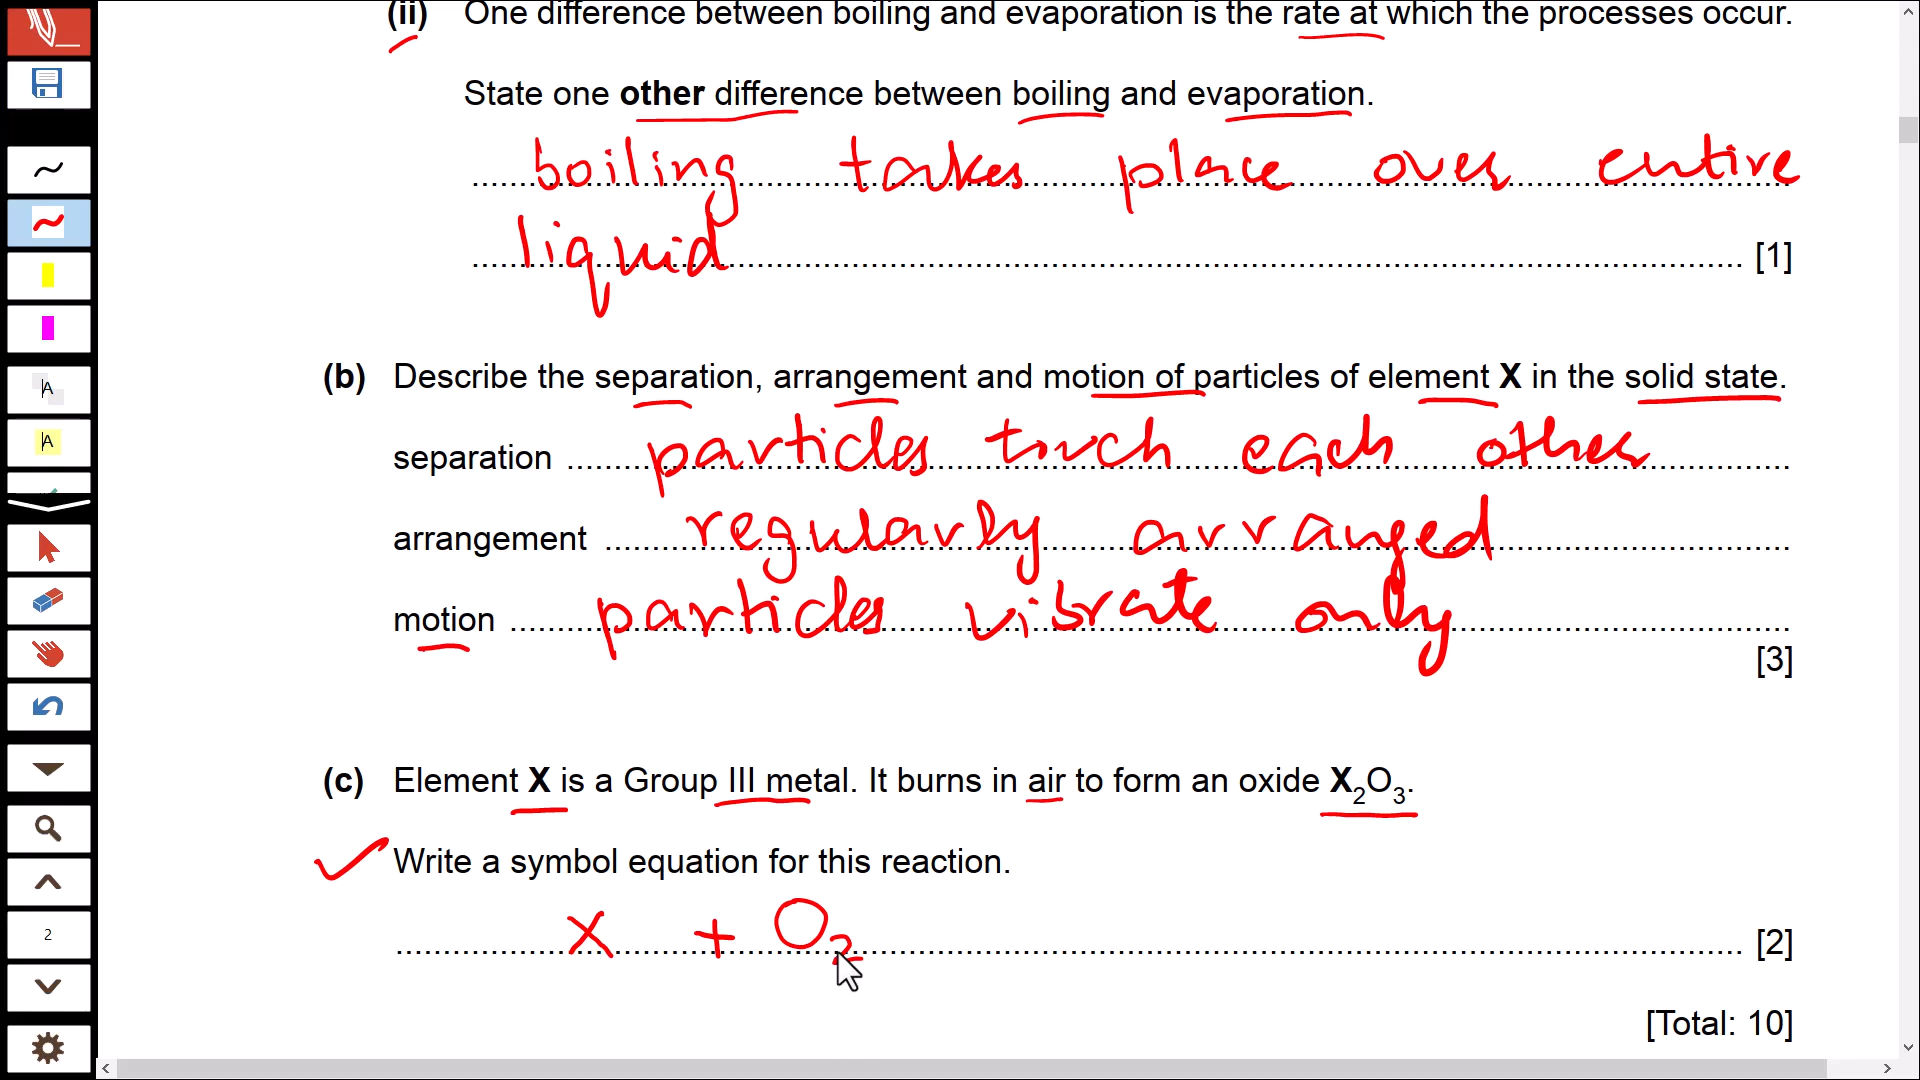 (ii) One difference between boiling and evaporation is the rate at which the processes occur.
State one other difference between boiling and evaporation.
boiling takes place over entire
liquid [1]
(b) Describe the separation, arrangement and motion of particles of element X in the solid state.
separation particles touch each other
arrangement regularly arranged
motion particles vibrate only
[3]
(c) Element X is a Group III metal. It burns in air to form an oxide X₂O₃.
Write a symbol equation for this reaction.
X + O₂ [2]
[Total: 10]
A
A
2